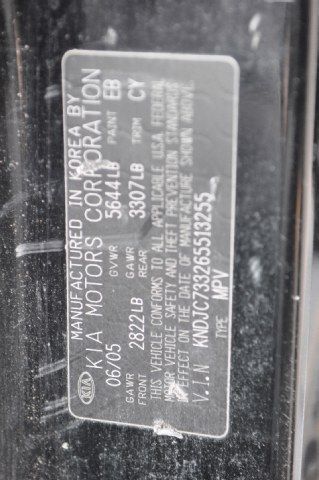 MANUFACTURED IN KOREA BY
KIA KIA MOTORS CORPORATION
06/05 GVWR 5644LB PAINT EB
GAWR FRONT 2822LB GAWR REAR 3307LB TRIM CY
THIS VEHICLE CONFORMS TO ALL APPLICABLE U.S.A. FEDERAL
MOTOR VEHICLE SAFETY AND THEFT PREVENTION STANDARDS
IN EFFECT ON THE DATE OF MANUFACTURE SHOWN ABOVE.
V.I.N KNDJC733265513255
TYPE MPV